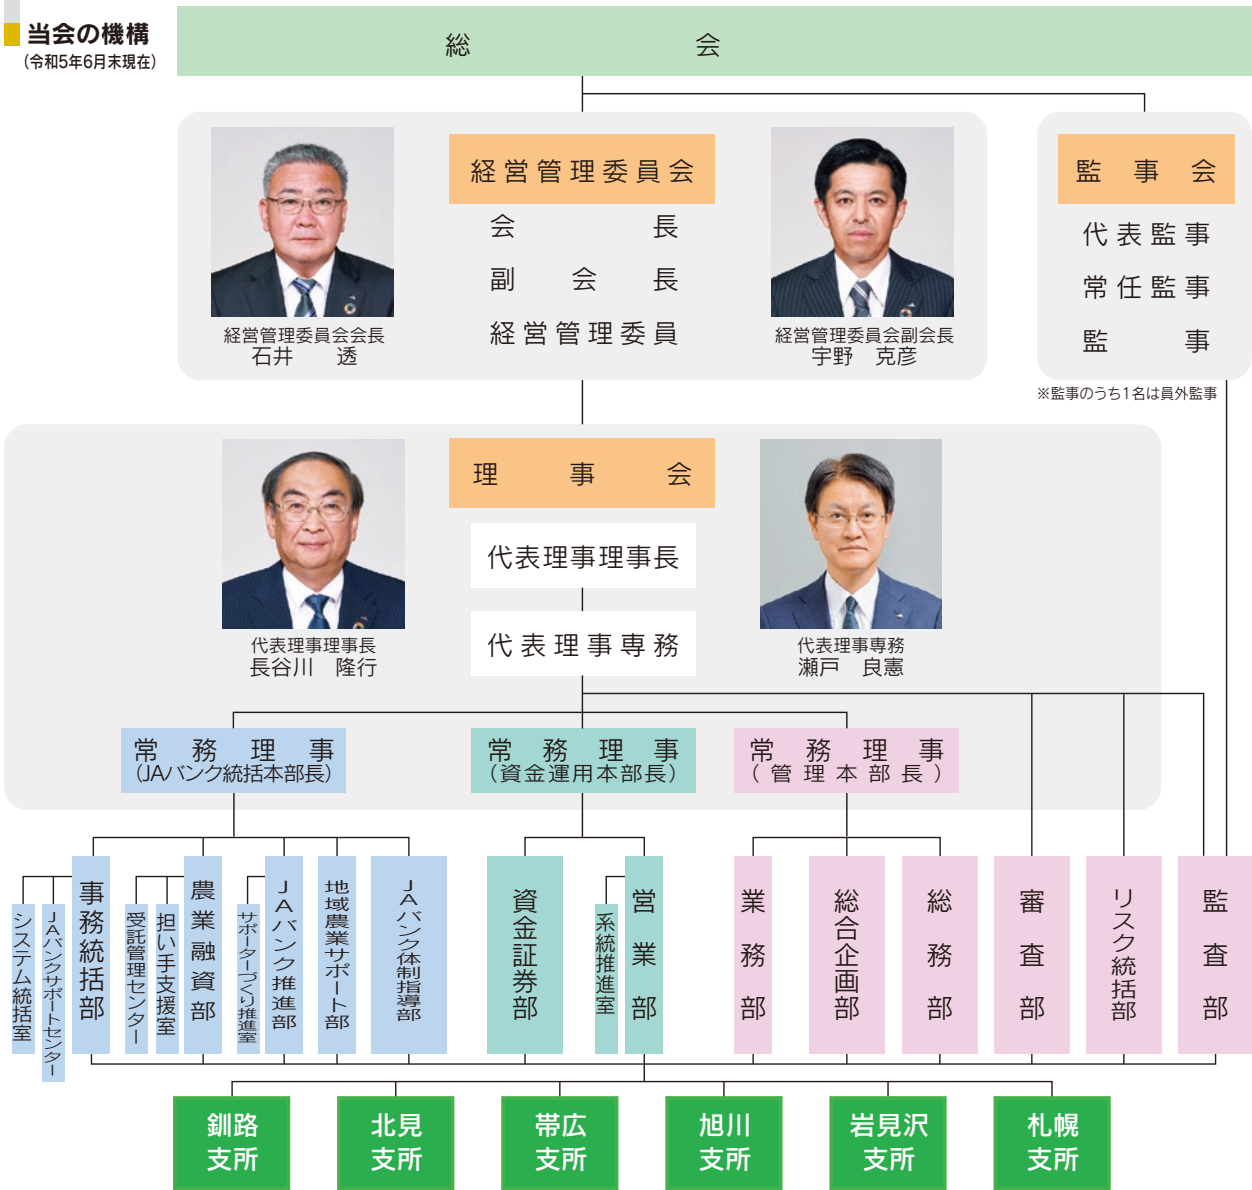 当会の機構
(令和5年6月末現在)
総会
経営管理委員会
会長
副会長
経営管理委員
経営管理委員会会長
石井　透
経営管理委員会副会長
宇野　克彦
監事会
代表監事
常任監事
監事
※監事のうち1名は員外監事
理事会
代表理事理事長
代表理事専務
代表理事理事長
長谷川　隆行
代表理事専務
瀬戸　良憲
常務理事
(JAバンク統括本部長)
常務理事
(資金運用本部長)
常務理事
(管理本部長)
システム統括室
JAバンクサポートセンター
事務統括部
受託管理センター
担い手支援室
農業融資部
サポーターづくり推進室
JAバンク推進部
地域農業サポート部
JAバンク体制指導部
資金証券部
系統推進室
営業部
業務部
総合企画部
総務部
審査部
リスク統括部
監査部
釧路
支所
北見
支所
帯広
支所
旭川
支所
岩見沢
支所
札幌
支所